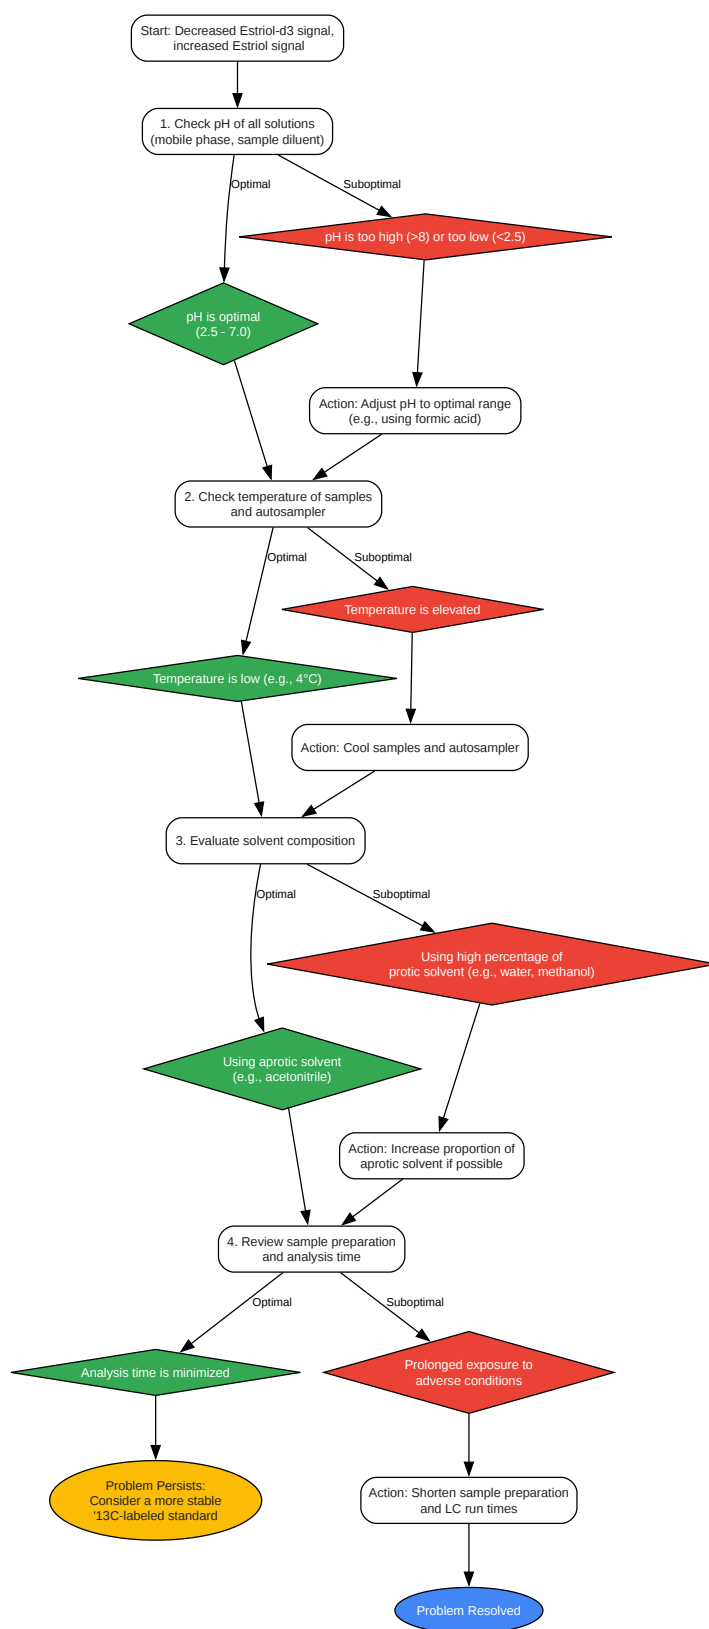 Start: Decreased Estriol-d3 signal,
increased Estriol signal
1. Check pH of all solutions
(mobile phase, sample diluent)
Optimal
Suboptimal
pH is too high (>8) or too low (<2.5)
pH is optimal
(2.5 - 7.0)
Action: Adjust pH to optimal range
(e.g., using formic acid)
2. Check temperature of samples
and autosampler
Optimal
Suboptimal
Temperature is elevated
Temperature is low (e.g., 4°C)
Action: Cool samples and autosampler
3. Evaluate solvent composition
Optimal
Suboptimal
Using high percentage of
protic solvent (e.g., water, methanol)
Using aprotic solvent
(e.g., acetonitrile)
Action: Increase proportion of
aprotic solvent if possible
4. Review sample preparation
and analysis time
Optimal
Suboptimal
Analysis time is minimized
Prolonged exposure to
adverse conditions
Problem Persists:
Consider a more stable
'13C-labeled standard
Action: Shorten sample preparation
and LC run times
Problem Resolved